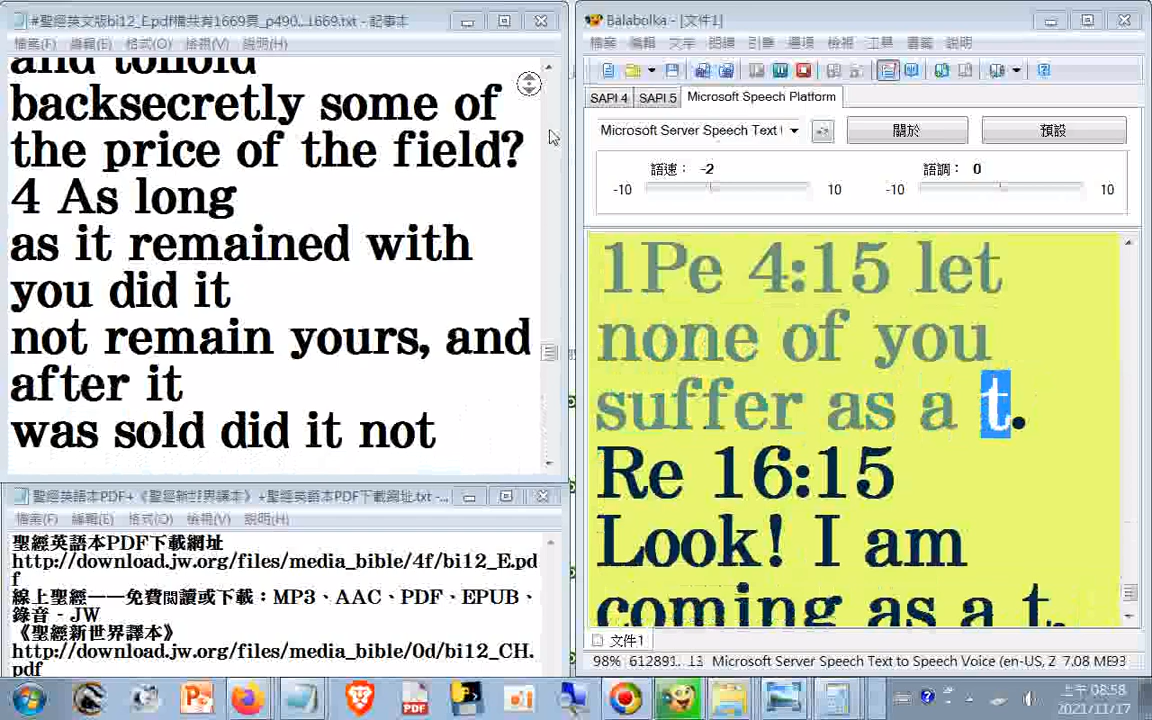 #聖經英文版bi12_E.pdf檔共有1669頁_p490...1669.txt - 記事本
檔案(F) 編輯(E) 格式(O) 檢視(V) 說明(H)
and tolfold
backsecretly some of
the price of the field?
4 As long
as it remained with
you did it
not remain yours, and
after it
was sold did it not
聖經英語本PDF+《聖經新世界譯本》+聖經英語本PDF下載網址.txt - ...
檔案(F) 編輯(E) 格式(O) 檢視(V) 說明(H)
聖經英語本PDF下載網址
http://download.jw.org/files/media_bible/4f/bi12_E.pd
f
線上聖經——免費閱讀或下載：MP3、AAC、PDF、EPUB、
錄音 - JW
《聖經新世界譯本》
http://download.jw.org/files/media_bible/0d/bi12_CH.
pdf
Balabolka - [文件1]
檔案 編輯 文字 朗讀 引擎 選項 檢視 工具 書籤 說明
SAPI 4 SAPI 5 Microsoft Speech Platform
Microsoft Server Speech Text 關於 預設
語速： -2 語調： 0
-10 10 -10 10
1Pe 4:15 let
none of you
suffer as a t.
Re 16:15
Look! I am
coming as a t.
文件1
98% 612891... Microsoft Server Speech Text to Speech Voice (en-US, Z 7.08 ME93
上午 08:58
2021/11/17